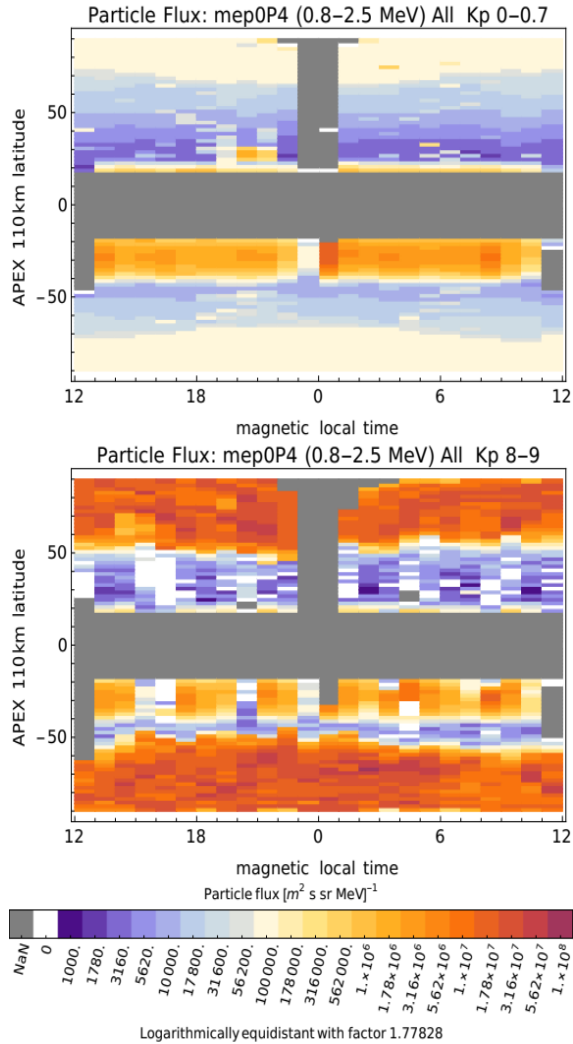 Particle Flux: mep0P4 (0.8−2.5 MeV) All  Kp 0−0.7
APEX 110km latitude
50
0
−50
12 18 0 6 12
magnetic local time
Particle Flux: mep0P4 (0.8−2.5 MeV) All  Kp 8−9
APEX 110km latitude
50
0
−50
12 18 0 6 12
magnetic local time
Particle flux [m² s sr MeV]⁻¹
NaN 0 1000. 1780. 3160. 5620. 10 000. 32 000. 56 200. 100 000. 178 000. 316 000. 562 000. 1.×10⁶ 1.78×10⁶ 3.16×10⁶ 5.62×10⁶ 1.×10⁷ 1.78×10⁷ 3.16×10⁷ 5.62×10⁷ 1.×10⁸
Logarithmically equidistant with factor 1.77828